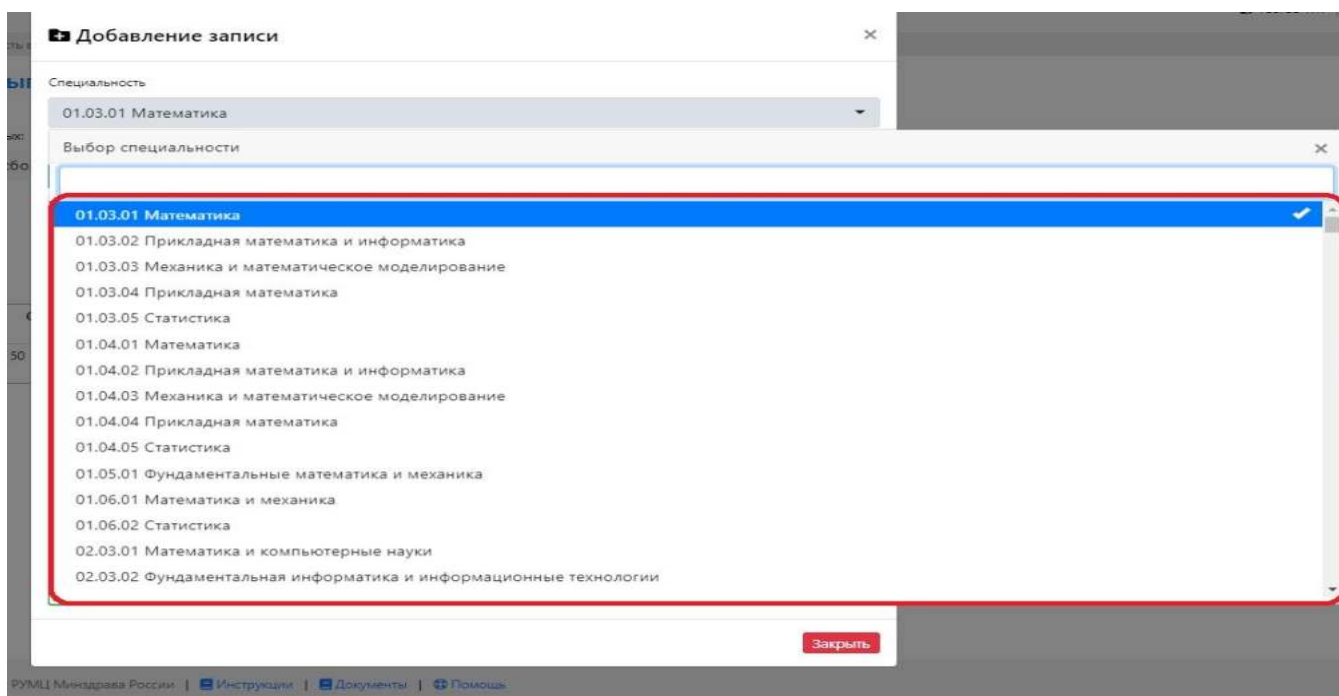 Добавление записи
Специальность
01.03.01 Математика
Выбор специальности
01.03.01 Математика
01.03.02 Прикладная математика и информатика
01.03.03 Механика и математическое моделирование
01.03.04 Прикладная математика
01.03.05 Статистика
01.04.01 Математика
01.04.02 Прикладная математика и информатика
01.04.03 Механика и математическое моделирование
01.04.04 Прикладная математика
01.04.05 Статистика
50
01.05.01 Фундаментальные математика и механика
01.06.01 Математика и механика
01.06.02 Статистика
02.03.01 Математика и компьютерные науки
02.03.02 Фундаментальная информатика и информационные технологии
Закрыть
РУМЦ Минздрава России | Инструкции | Документы | Помощь